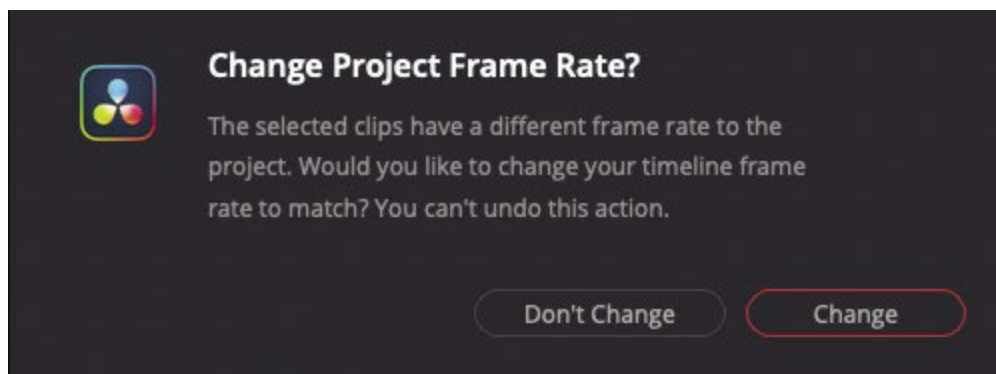 Change Project Frame Rate?
The selected clips have a different frame rate to the
project. Would you like to change your timeline frame
rate to match? You can't undo this action.
Don't Change
Change